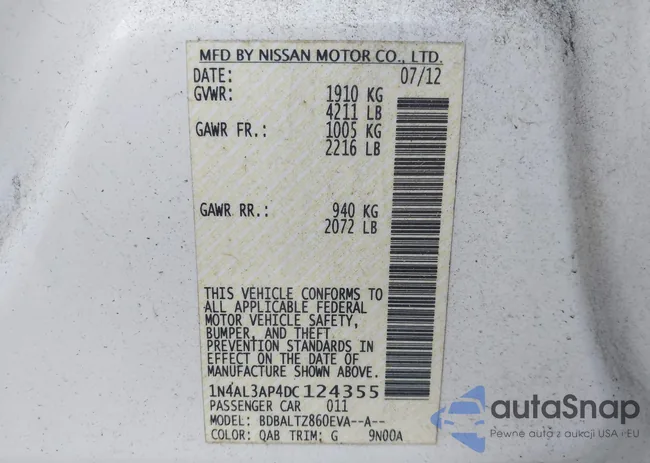 MFD BY NISSAN MOTOR CO., LTD.
DATE: 07/12
GVWR: 1910 KG
4211 LB
GAWR FR.: 1005 KG
2216 LB
GAWR RR.: 940 KG
2072 LB
THIS VEHICLE CONFORMS TO
ALL APPLICABLE FEDERAL
MOTOR VEHICLE SAFETY,
BUMPER, AND THEFT
PREVENTION STANDARDS IN
EFFECT ON THE DATE OF
MANUFACTURE SHOWN ABOVE.
1N4AL3AP4DC124355
PASSENGER CAR 011
MODEL: BDBALTZ860EVA--A--
COLOR: QAB TRIM: G 9N00A
autoSnap
Pewne auta z aukcji USA i EU